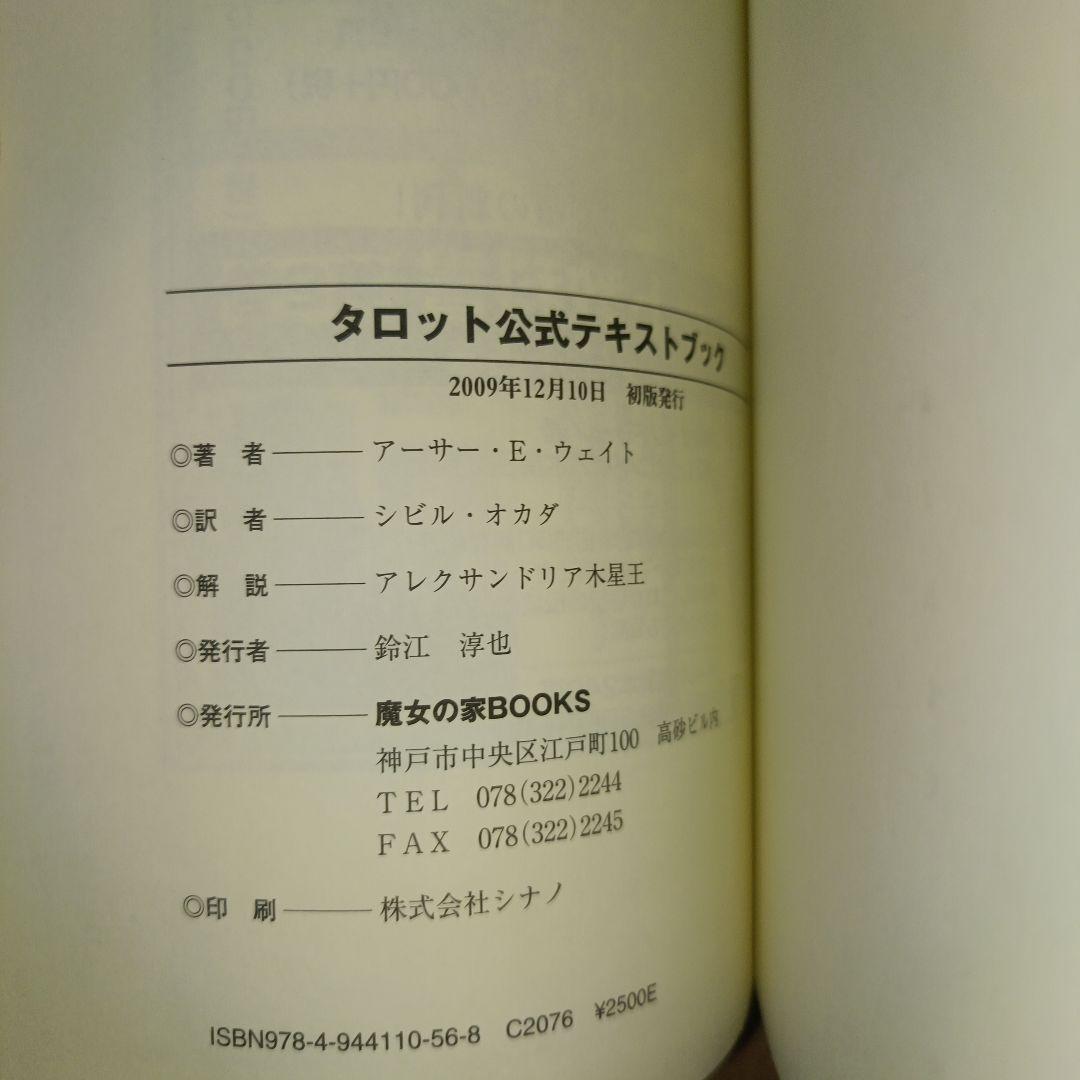 タロット公式テキストブック
2009年12月10日　初版発行
◎著　者――――アーサー・E・ウェイト
◎訳　者――――シビル・オカダ
◎解　説――――アレクサンドリア木星王
◎発行者――――鈴江　淳也
◎発行所――――魔女の家BOOKS
神戸市中央区江戸町100　高砂ビル内
ＴＥＬ　078(322)2244
ＦＡＸ　078(322)2245
◎印　刷――――株式会社シナノ
ISBN978-4-944110-56-8　C2076　¥2500E